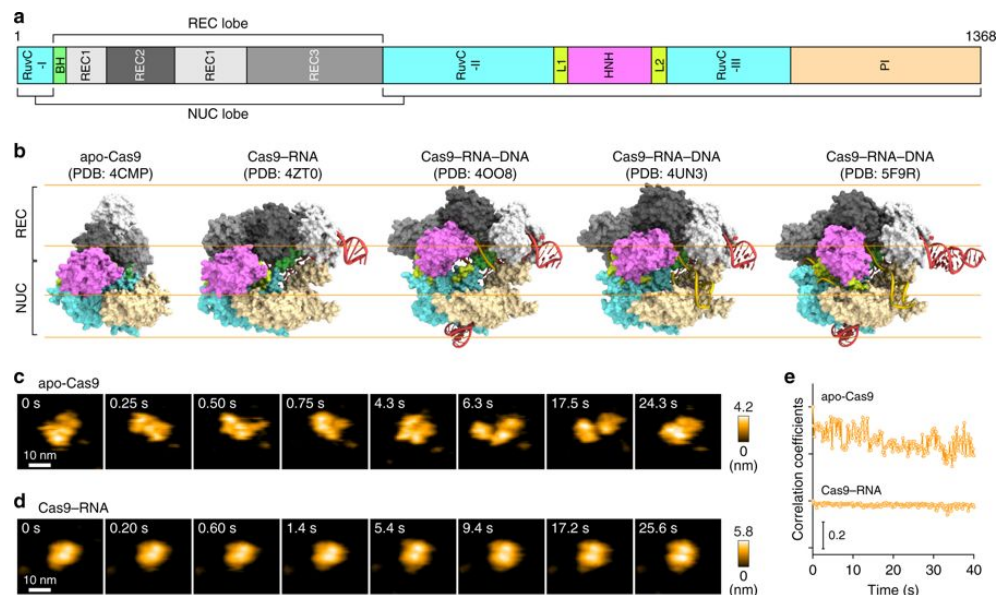 a
REC lobe
1
1368
RuvC
-I
BH
REC1
REC2
REC1
REC3
RuvC
-II
L1
HNH
L2
RuvC
-III
PI
NUC lobe
b
apo-Cas9
(PDB: 4CMP)
Cas9–RNA
(PDB: 4ZT0)
Cas9–RNA–DNA
(PDB: 4OO8)
Cas9–RNA–DNA
(PDB: 4UN3)
Cas9–RNA–DNA
(PDB: 5F9R)
REC
NUC
c
apo-Cas9
0 s
0.25 s
0.50 s
0.75 s
4.3 s
6.3 s
17.5 s
24.3 s
10 nm
4.2
0
(nm)
d
Cas9–RNA
0 s
0.20 s
0.60 s
1.4 s
5.4 s
9.4 s
17.2 s
25.6 s
10 nm
5.8
0
(nm)
e
apo-Cas9
Cas9–RNA
Correlation coefficients
0.2
0 10 20 30 40
Time (s)